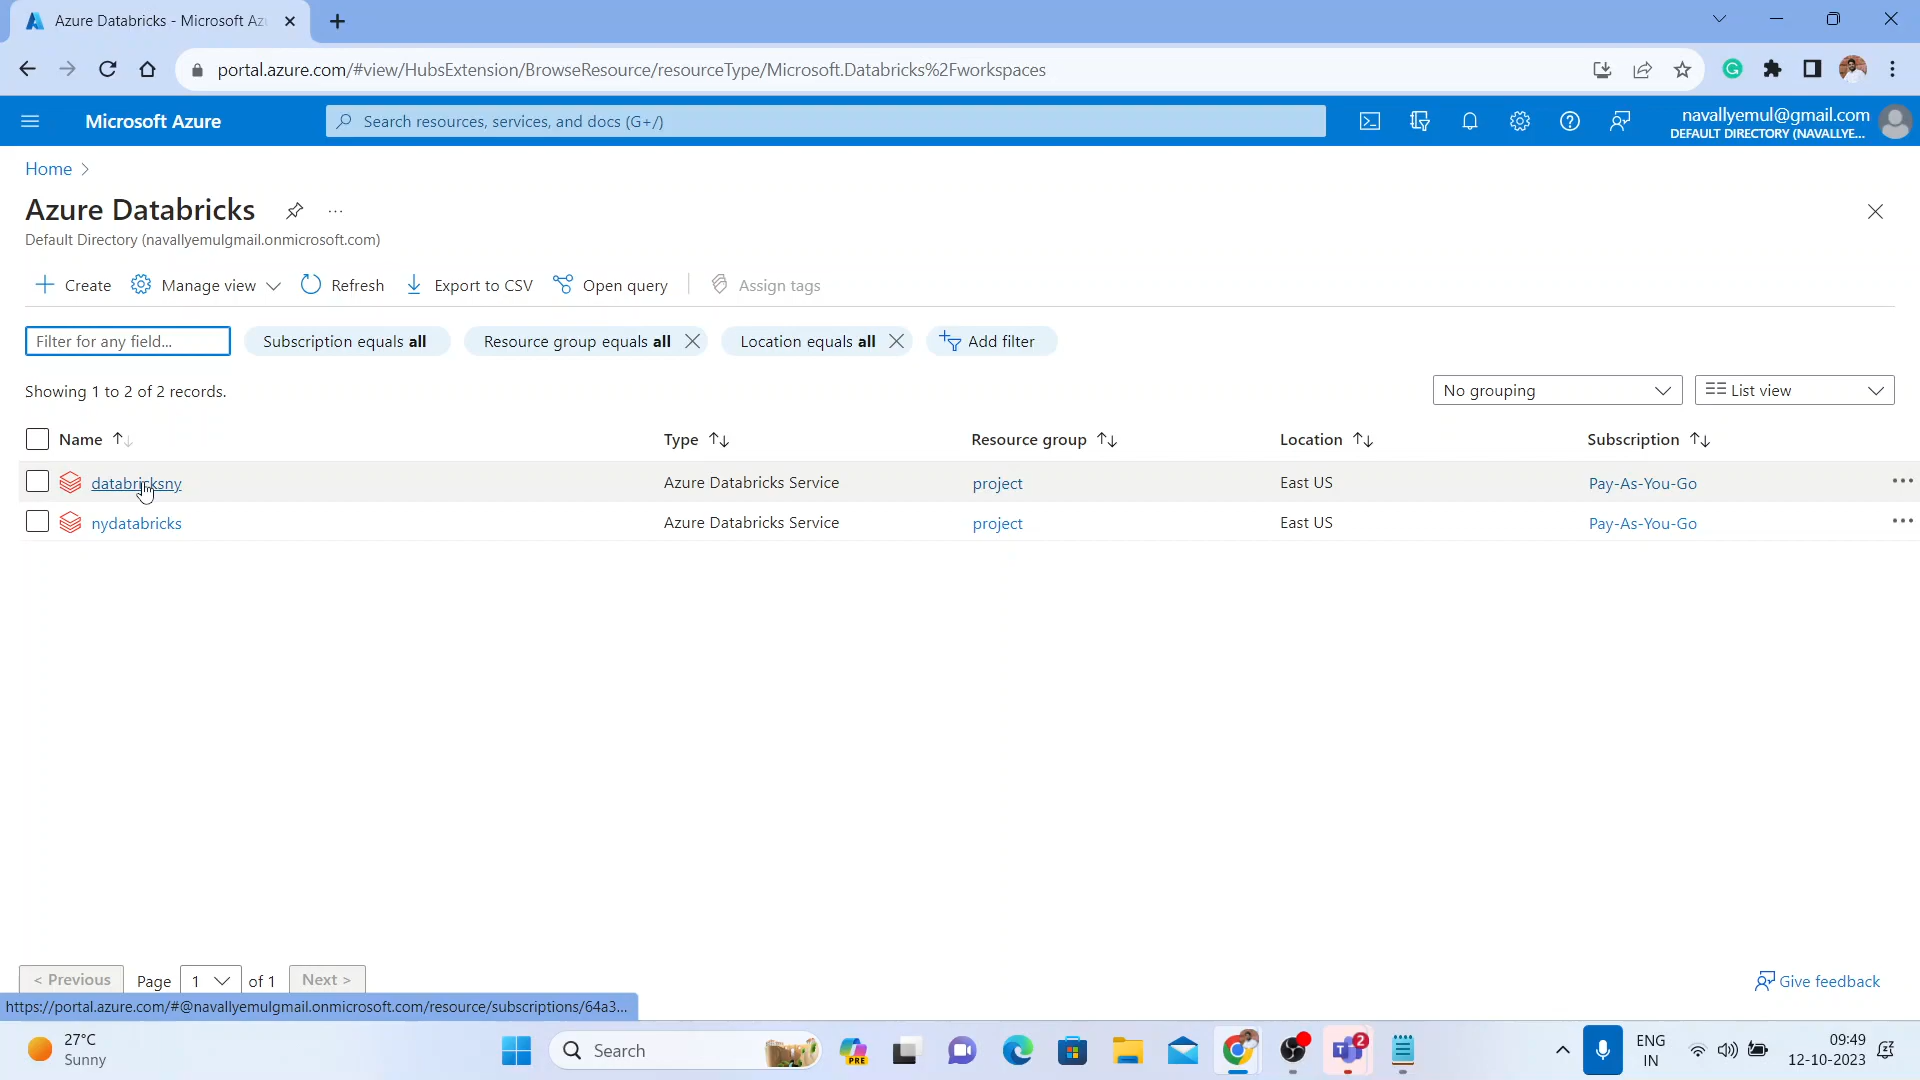 Azure Databricks - Microsoft Az
portal.azure.com/#view/HubsExtension/BrowseResource/resourceType/Microsoft.Databricks%2Fworkspaces
Microsoft Azure
Search resources, services, and docs (G+/)
navallyemul@gmail.com
DEFAULT DIRECTORY (NAVALLYE...
Home
Azure Databricks
...
Default Directory (navallyemulgmail.onmicrosoft.com)
Create Manage view Refresh Export to CSV Open query Assign tags
Filter for any field... Subscription equals all Resource group equals all Location equals all Add filter
Showing 1 to 2 of 2 records. No grouping List view
Name Type Resource group Location Subscription
databricksny Azure Databricks Service project East US Pay-As-You-Go ...
nydatabricks Azure Databricks Service project East US Pay-As-You-Go ...
< Previous Page 1 of 1 Next > Give feedback
https://portal.azure.com/#@navallyemulgmail.onmicrosoft.com/resource/subscriptions/64a3...
27°C
Sunny
Search
PRE
2
ENG
IN
09:49
12-10-2023